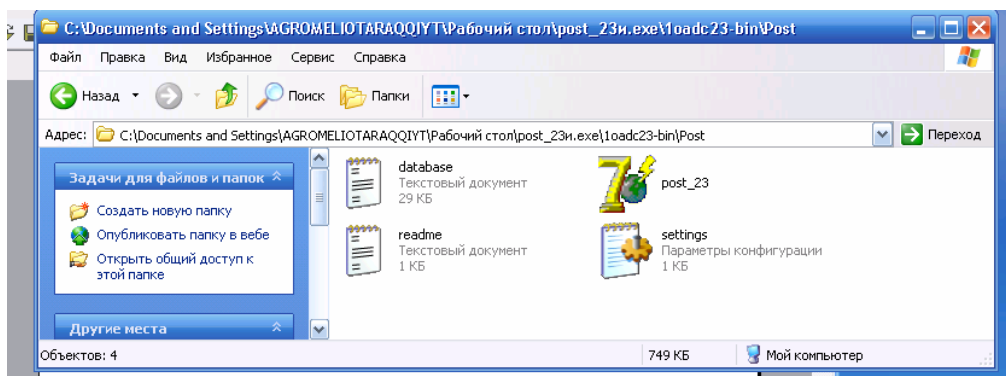 C:\Documents and Settings\AGROMELIOTARAQQIYT\Рабочий стол\post_23и.exe\1oadc23-bin\Post
Файл Правка Вид Избранное Сервис Справка
Назад Поиск Папки
Адрес: C:\Documents and Settings\AGROMELIOTARAQQIYT\Рабочий стол\post_23и.exe\1oadc23-bin\Post Переход
Задачи для файлов и папок
Создать новую папку
Опубликовать папку в вебе
Открыть общий доступ к
этой папке
Другие места
database
Текстовый документ
29 КБ
post_23
readme
Текстовый документ
1 КБ
settings
Параметры конфигурации
1 КБ
Объектов: 4 749 КБ Мой компьютер